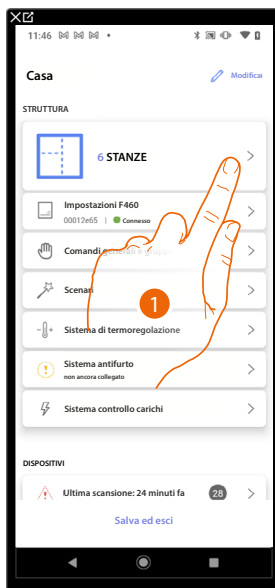 11:46
Casa
Modificar
STRUTTURA
6 STANZE
Impostazioni F460
00012e65 | Connesso
Comandi generali e gruppi
Scenari
1
Sistema di termoregolazione
Sistema antifurto
non ancora collegato
Sistema controllo carichi
DISPOSITIVI
Ultima scansione: 24 minuti fa
28
Salva ed esci